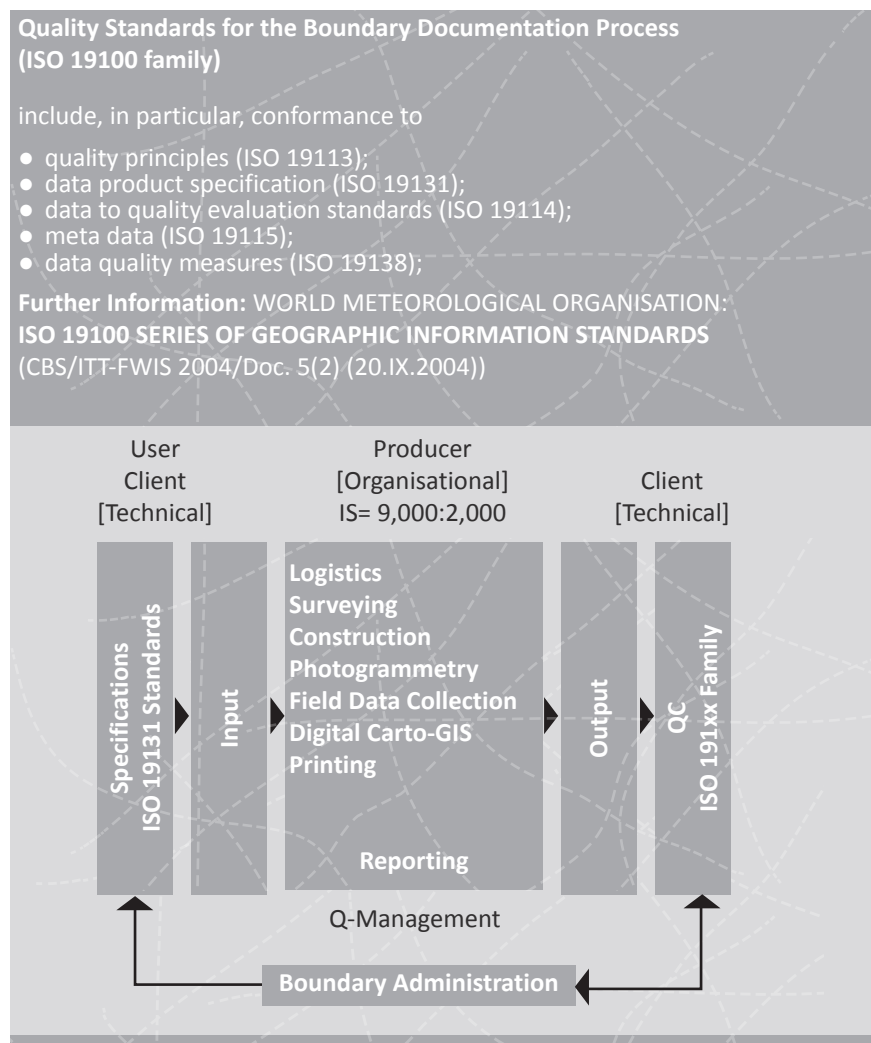 Quality Standards for the Boundary Documentation Process
(ISO 19100 family)
include, in particular, conformance to
● quality principles (ISO 19113);
● data product specification (ISO 19131);
● data to quality evaluation standards (ISO 19114);
● meta data (ISO 19115);
● data quality measures (ISO 19138);
Further Information: WORLD METEOROLOGICAL ORGANISATION:
ISO 19100 SERIES OF GEOGRAPHIC INFORMATION STANDARDS
(CBS/ITT-FWIS 2004/Doc. 5(2) (20.IX.2004))
User
Client
[Technical]
Producer
[Organisational]
IS= 9,000:2,000
Client
[Technical]
Specifications
ISO 19131 Standards
Input
Logistics
Surveying
Construction
Photogrammetry
Field Data Collection
Digital Carto-GIS
Printing
Reporting
Output
QC
ISO 191xx Family
Q-Management
Boundary Administration